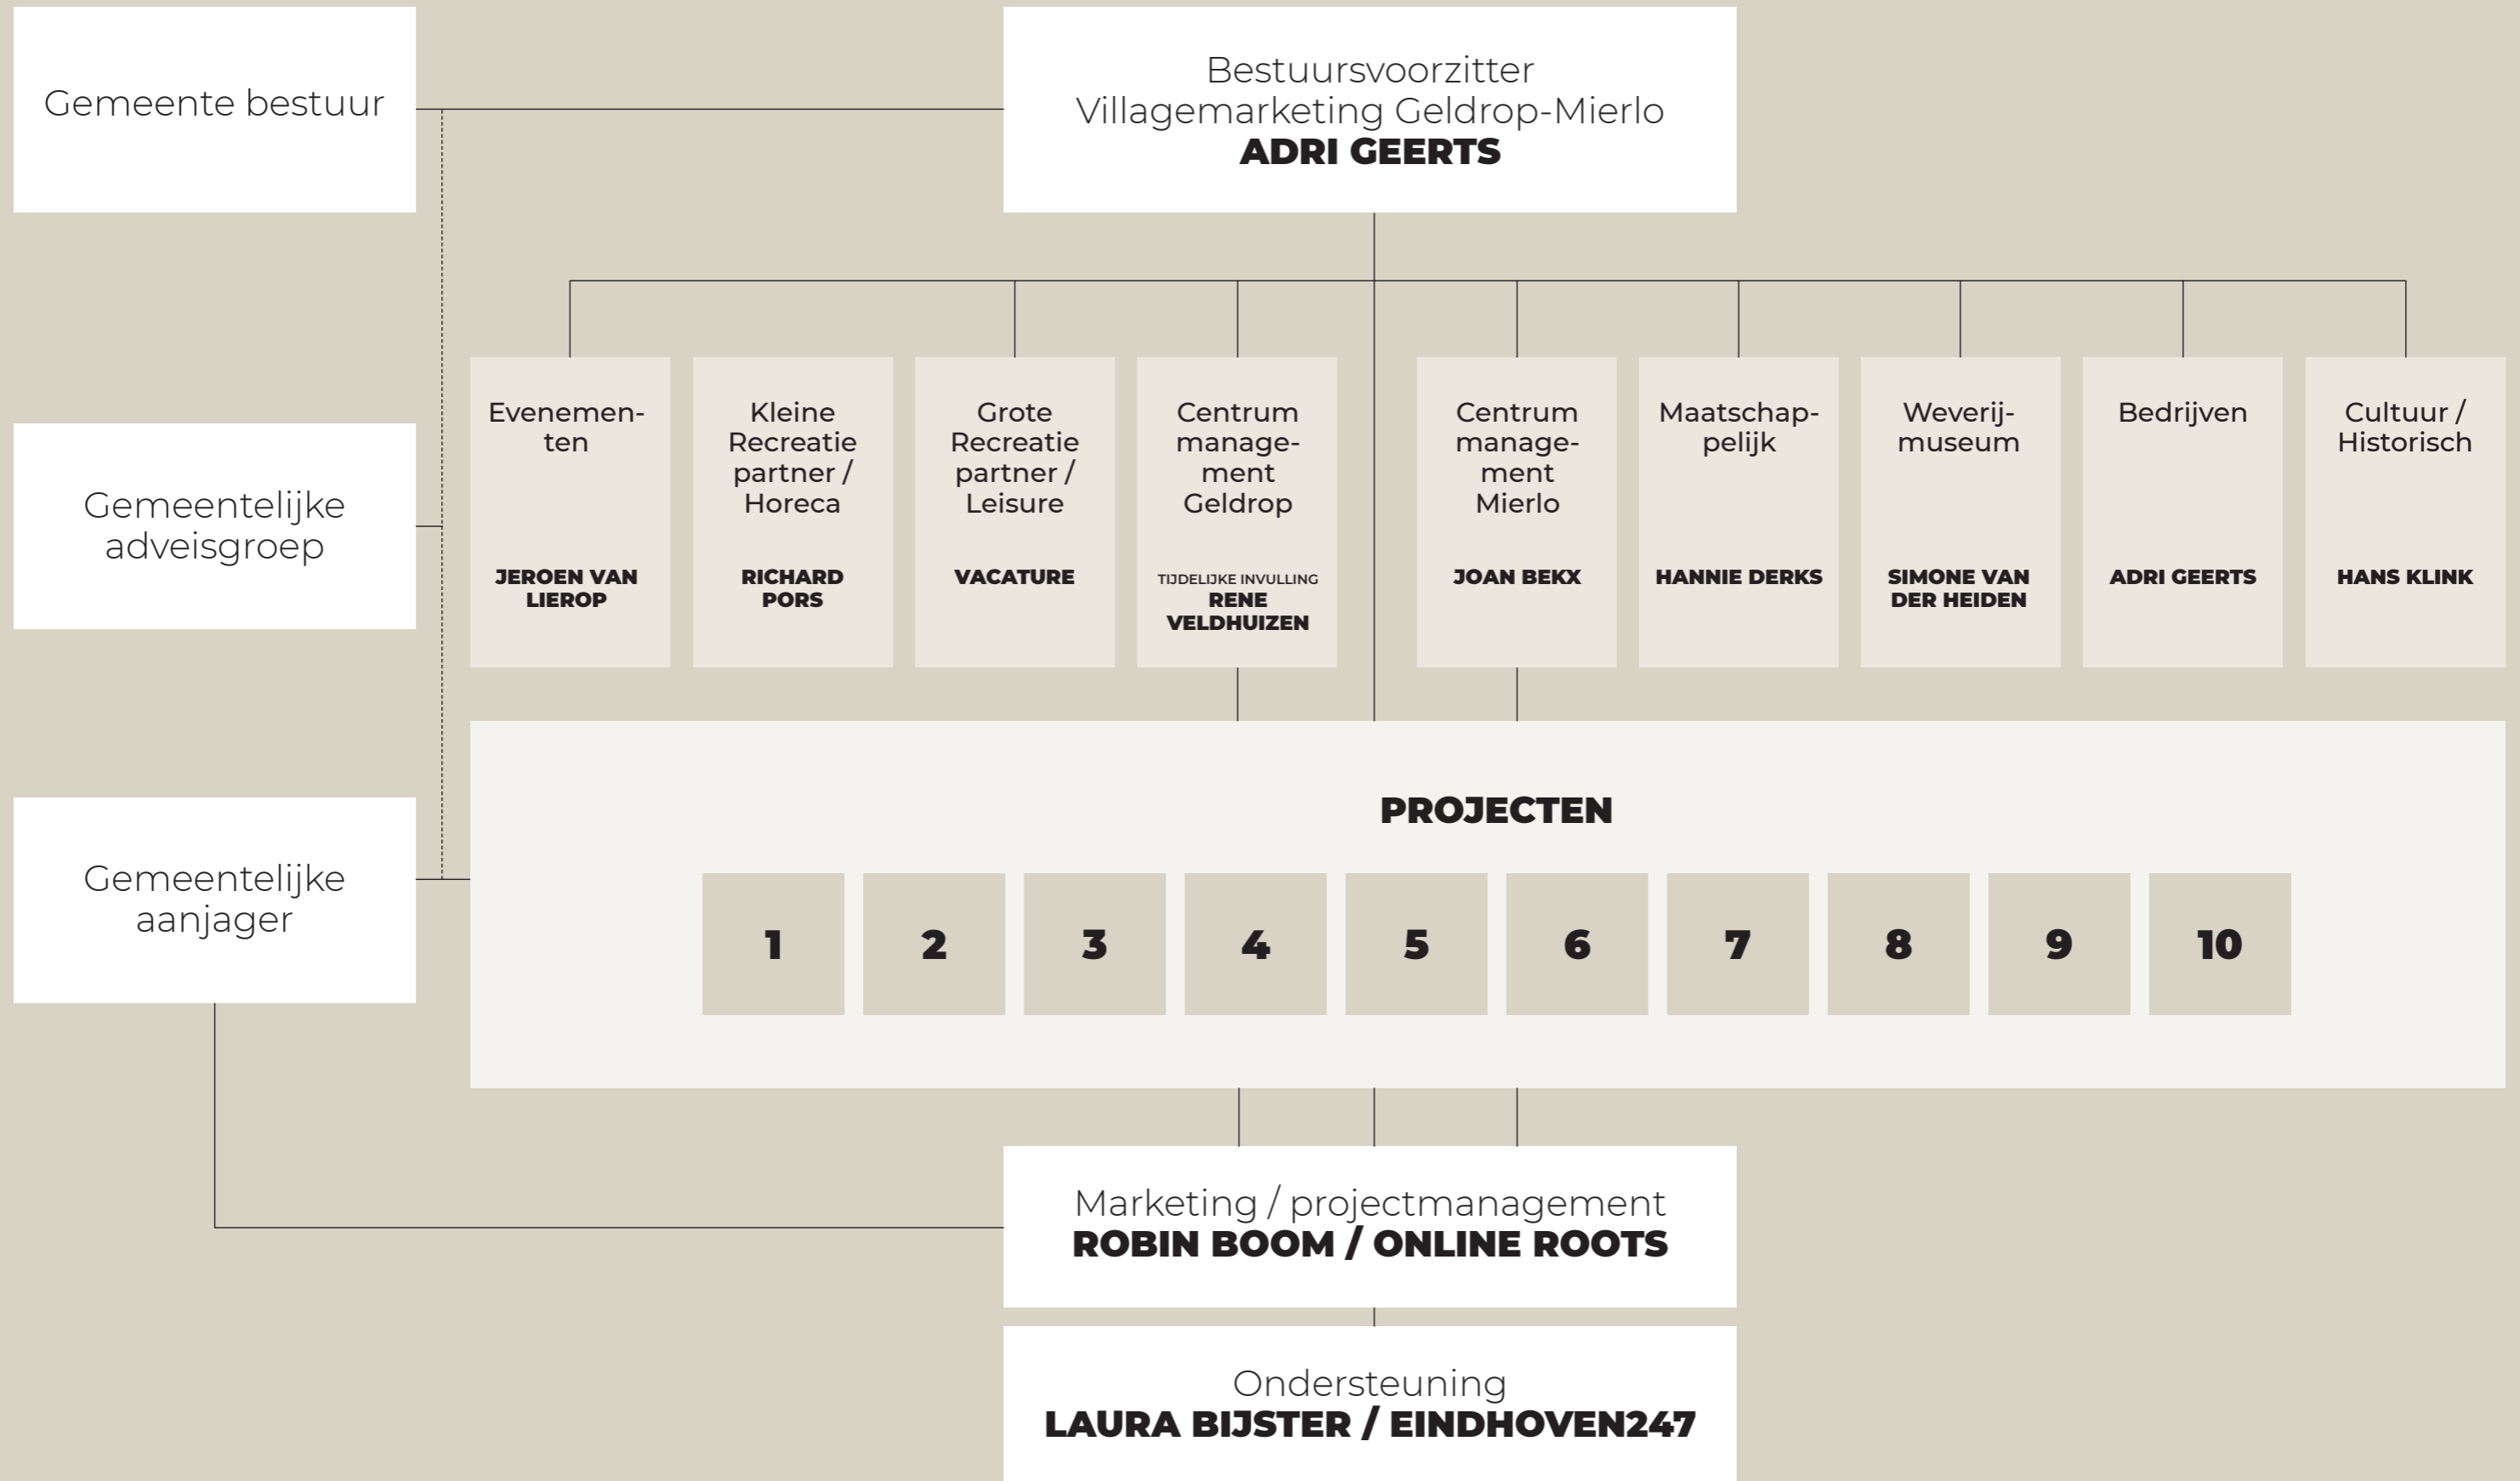 Gemeente bestuur
Bestuursvoorzitter
Villagemarketing Geldrop-Mierlo
ADRI GEERTS
Gemeentelijke
adveisgroep
Evenemen-
ten
JEROEN VAN
LIEROP
Kleine
Recreatie
partner /
Horeca
RICHARD
PORS
Grote
Recreatie
partner /
Leisure
VACATURE
Centrum
manage-
ment
Geldrop
TIJDELIJKE INVULLING
RENE
VELDHUIZEN
Centrum
manage-
ment
Mierlo
JOAN BEKX
Maatschap-
pelijk
HANNIE DERKS
Weverij-
museum
SIMONE VAN
DER HEIDEN
Bedrijven
ADRI GEERTS
Cultuur /
Historisch
HANS KLINK
Gemeentelijke
aanjager
PROJECTEN
1 2 3 4 5 6 7 8 9 10
Marketing / projectmanagement
ROBIN BOOM / ONLINE ROOTS
Ondersteuning
LAURA BIJSTER / EINDHOVEN247